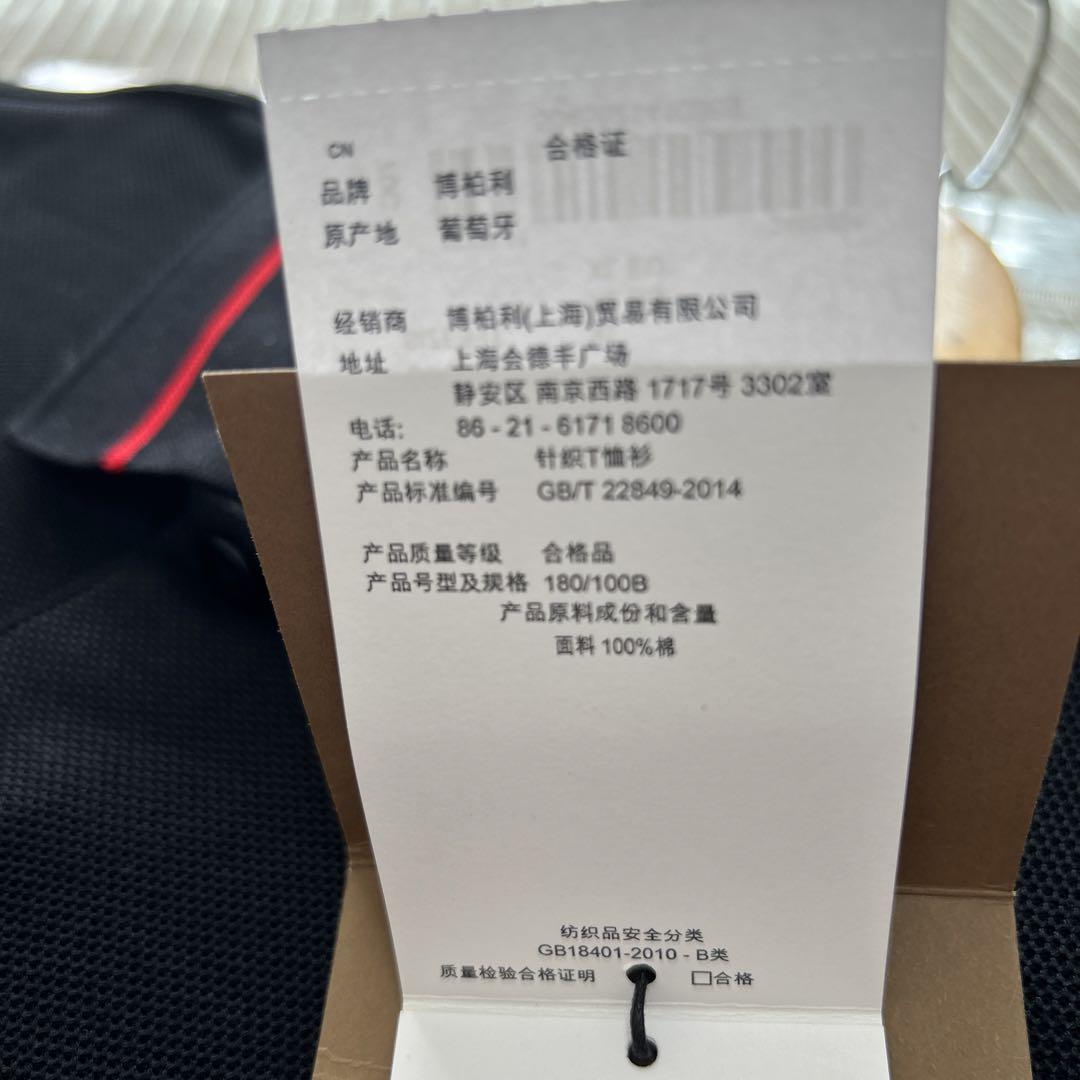 CN 合格证
品牌 博柏利
原产地 葡萄牙
经销商 博柏利(上海)贸易有限公司
地址 上海会德丰广场
静安区 南京西路 1717号 3302室
电话: 86 - 21 - 6171 8600
产品名称 针织T恤衫
产品标准编号 GB/T 22849-2014
产品质量等级 合格品
产品号型及规格 180/100B
产品原料成份和含量
面料 100%棉
纺织品安全分类
GB18401-2010 - B类
质量检验合格证明 □合格